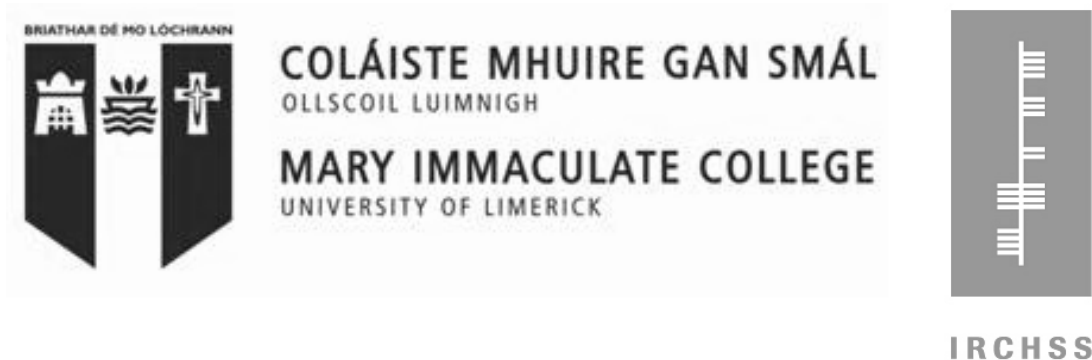 BRIATHAR DÉ MO LÓCHRANN
COLÁISTE MHUIRE GAN SMÁL
OLLSCOIL LUIMNIGH
MARY IMMACULATE COLLEGE
UNIVERSITY OF LIMERICK
IRCHSS